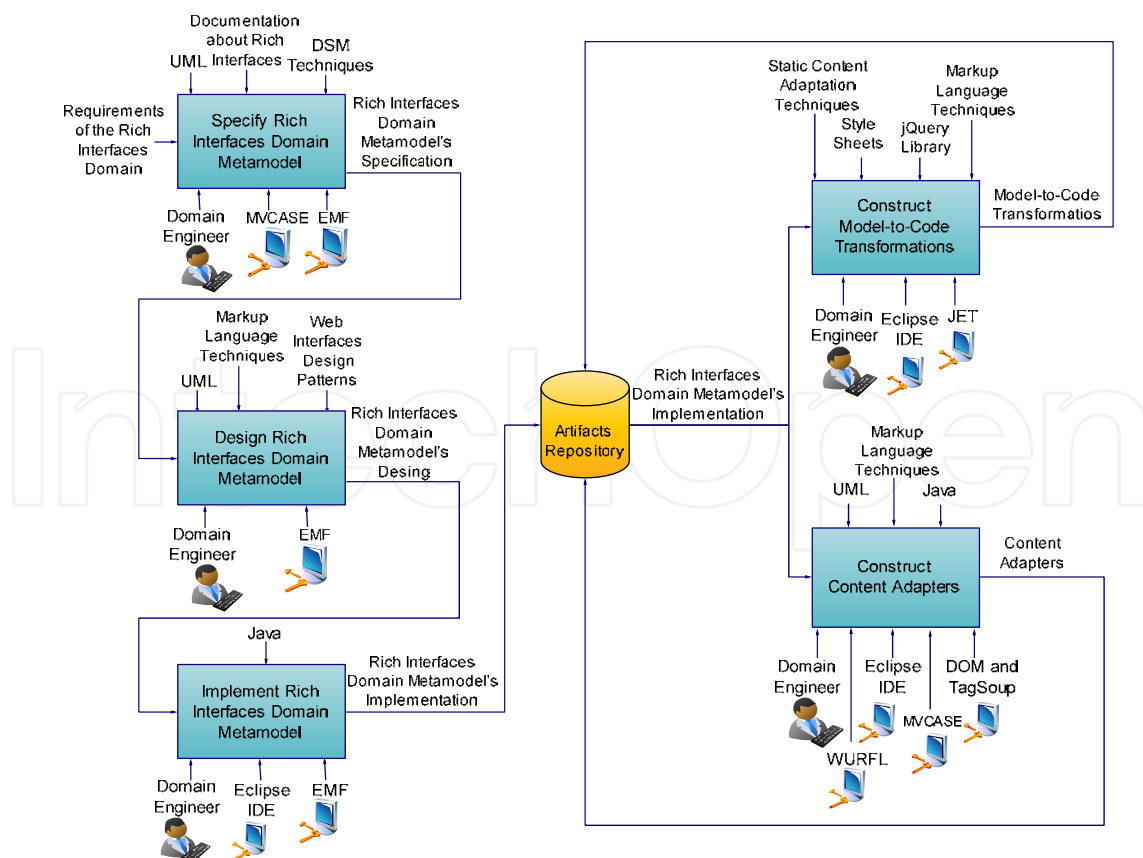 Documentation
about Rich
Interfaces
UML
DSM
Techniques
Requirements
of the Rich
Interfaces
Domain
Specify Rich
Interfaces Domain
Metamodel
Rich Interfaces
Domain
Metamodel's
Specification
Domain
Engineer
MVCASE
EMF
Markup
Language
Techniques
UML
Web
Interfaces
Design
Patterns
Design Rich
Interfaces Domain
Metamodel
Rich Interfaces
Domain
Metamodel's
Desing
Domain
Engineer
EMF
Java
Implement Rich
Interfaces Domain
Metamodel
Rich Interfaces
Domain Metamodel's
Implementation
Domain
Engineer
Eclipse
IDE
EMF
Artifacts
Repository
Rich Interfaces
Domain Metamodel's
Implementation
Static Content
Adaptation
Techniques
Style
Sheets
jQuery
Library
Markup
Language
Techniques
Construct
Model-to-Code
Transformations
Model-to-Code
Transformatios
Domain
Engineer
Eclipse
IDE
JET
Markup
Language
Techniques
UML
Java
Construct
Content Adapters
Content
Adapters
Domain
Engineer
WURFL
Eclipse
IDE
MVCASE
DOM and
TagSoup
IntechOpen